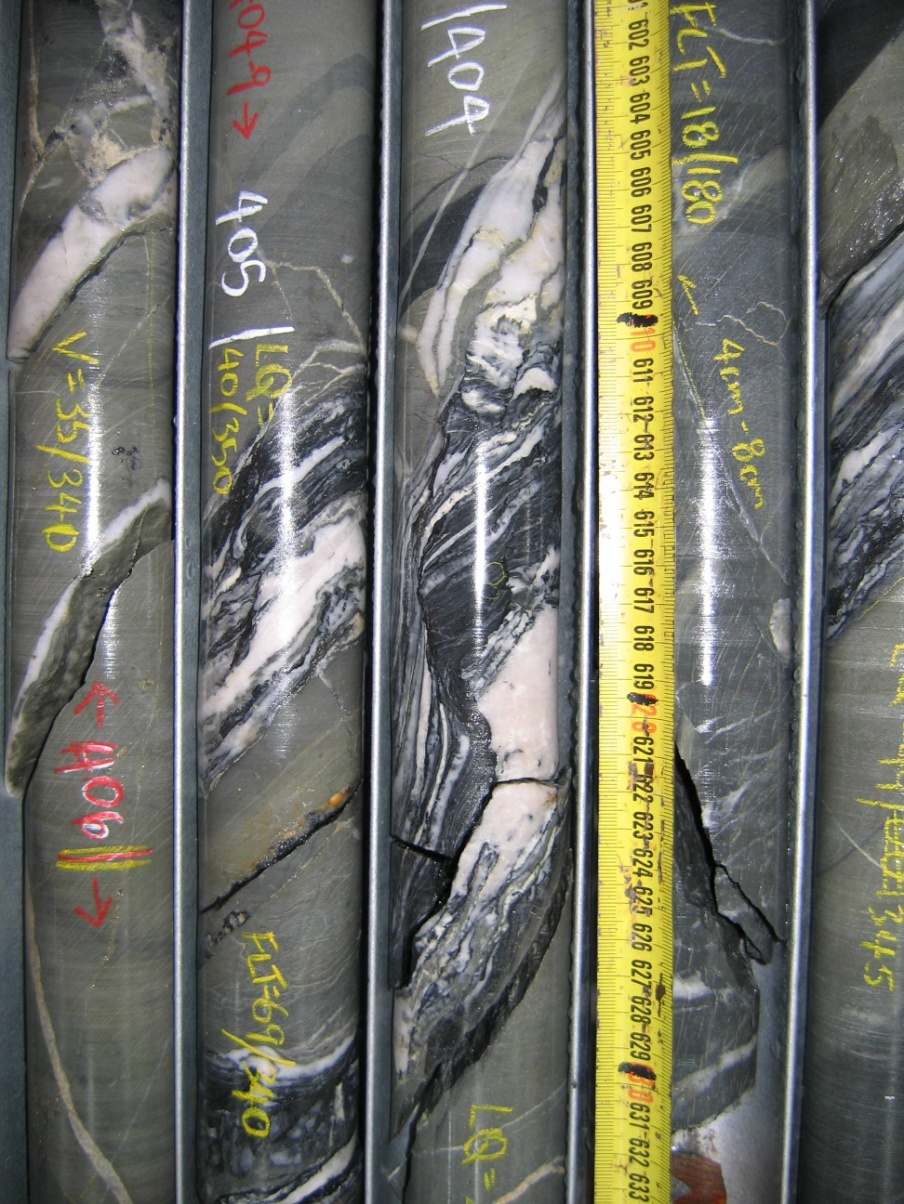 V=35/340
←406 →
404-9 →
405
LQ=
40/350
FLT=69/340
1404
LQ=
602 603 604 605 606 607 608 609 610 611 612 613 614 615 616 617 618 619 620 621 622 623 624 625 626 627 628 629 630 631 632 633
FLT=18/180
← 4cm-8cm
345